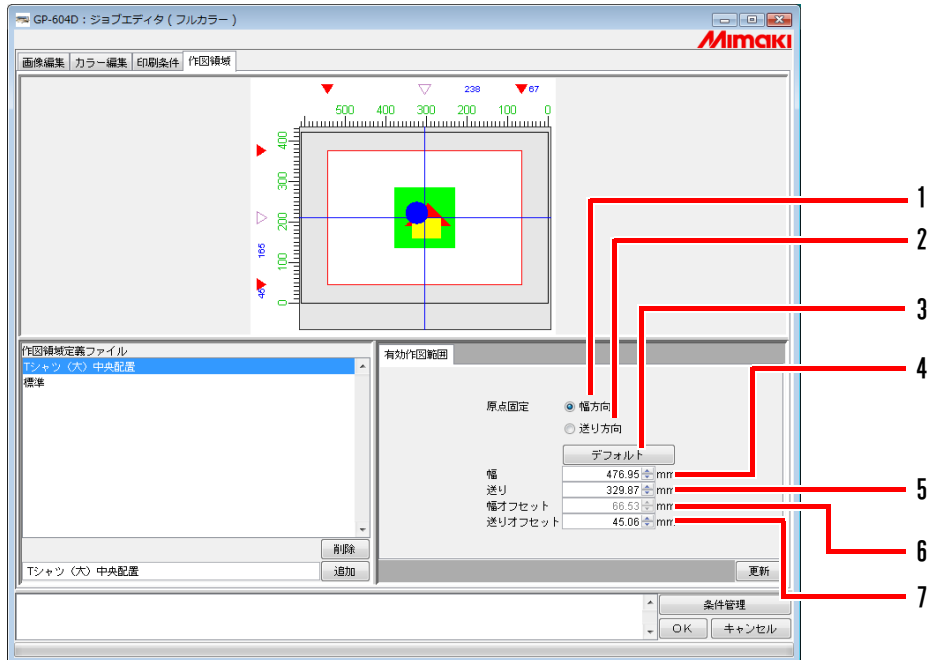 GP-604D：ジョブエディタ ( フルカラー )
Mimaki
画像編集 カラー編集 印刷条件 作図領域
238 67
500 400 300 200 100 0
400
300
200
165
100
45
0
1
2
3
4
5
6
7
作図領域定義ファイル
Tシャツ（大）中央配置
標準
削除
Tシャツ（大）中央配置 追加
有効作図範囲
原点固定 幅方向
送り方向
デフォルト
幅 476.95 mm
送り 329.87 mm
幅オフセット 66.53 mm
送りオフセット 45.06 mm
更新
条件管理
OK キャンセル